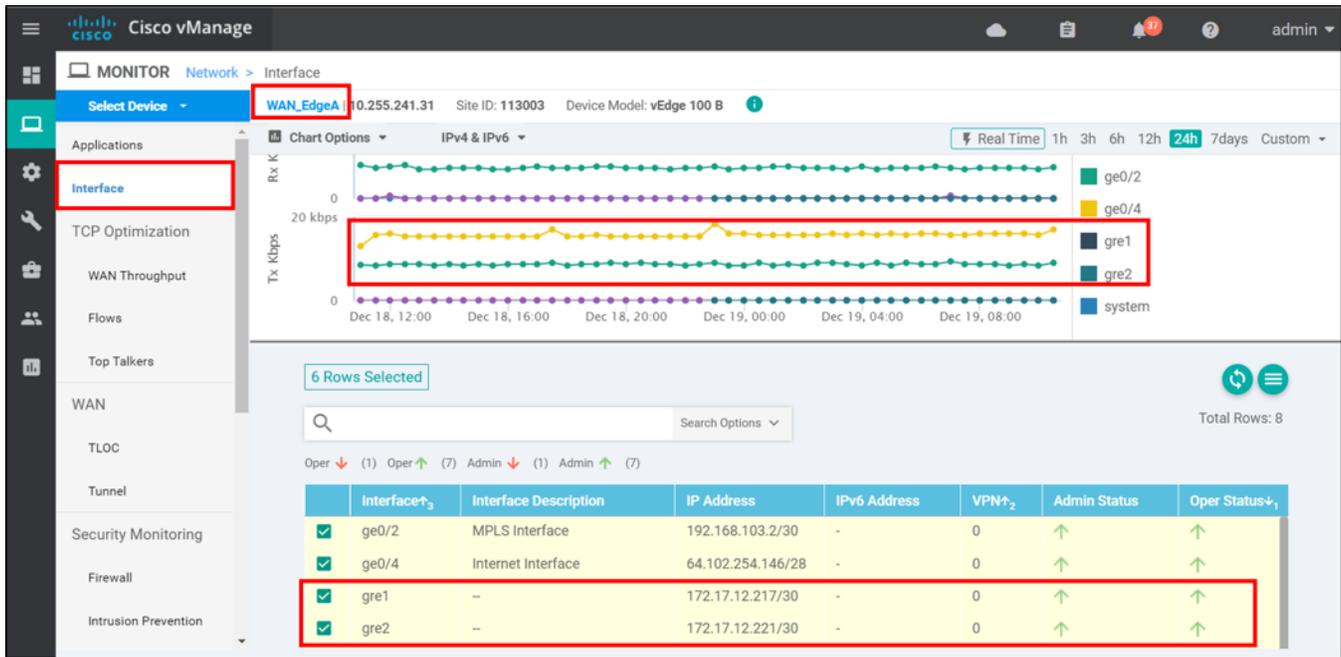 cisco Cisco vManage 37 admin
MONITOR Network > Interface
Select Device
WAN_EdgeA | 10.255.241.31 Site ID: 113003 Device Model: vEdge 100 B
Chart Options IPv4 & IPv6 Real Time 1h 3h 6h 12h 24h 7days Custom
Applications
Interface
TCP Optimization
WAN Throughput
Flows
Top Talkers
WAN
TLOC
Tunnel
Security Monitoring
Firewall
Intrusion Prevention
Rx K
0
20 kbps
Tx Kbps
0
Dec 18, 12:00 Dec 18, 16:00 Dec 18, 20:00 Dec 19, 00:00 Dec 19, 04:00 Dec 19, 08:00
ge0/2
ge0/4
gre1
gre2
system
6 Rows Selected
Search Options
Total Rows: 8
Oper (1) Oper (7) Admin (1) Admin (7)
Interface↑3 Interface Description IP Address IPv6 Address VPN↑2 Admin Status Oper Status↓1
ge0/2 MPLS Interface 192.168.103.2/30 - 0
ge0/4 Internet Interface 64.102.254.146/28 - 0
gre1 -- 172.17.12.217/30 - 0
gre2 -- 172.17.12.221/30 - 0